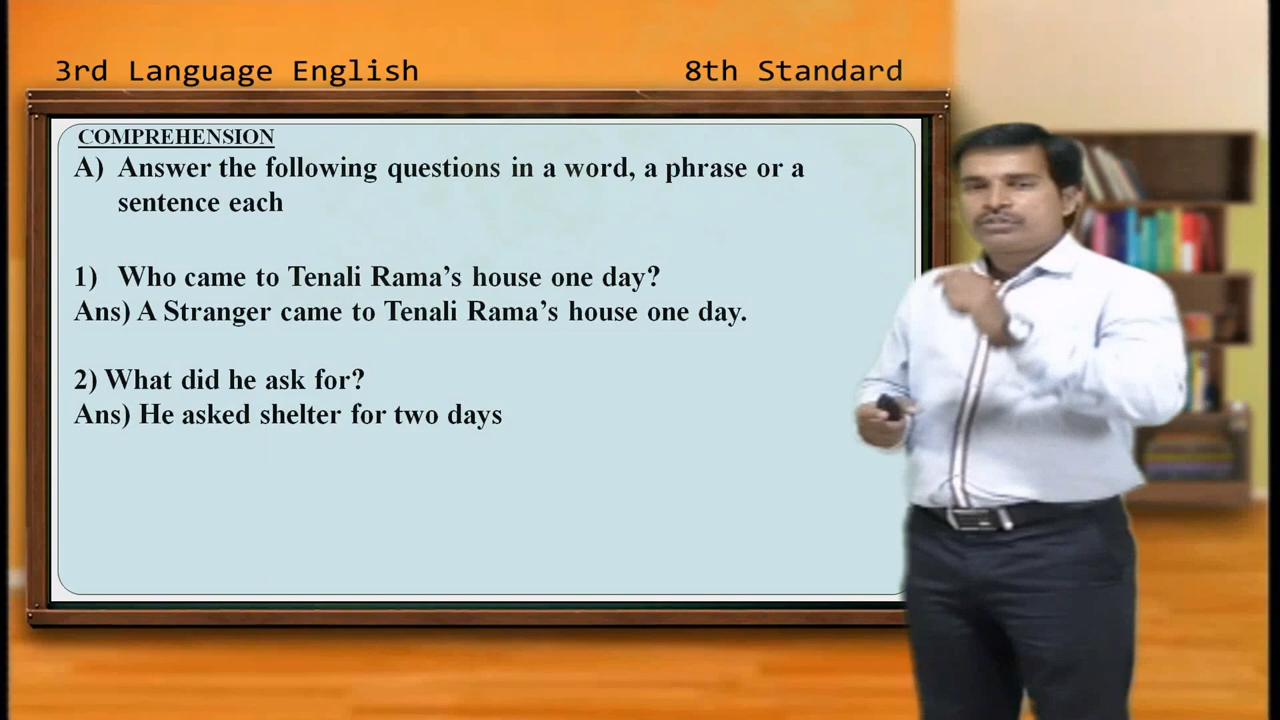 3rd Language English
8th Standard
COMPREHENSION
A) Answer the following questions in a word, a phrase or a
sentence each
1) Who came to Tenali Rama’s house one day?
Ans) A Stranger came to Tenali Rama’s house one day.
2) What did he ask for?
Ans) He asked shelter for two days